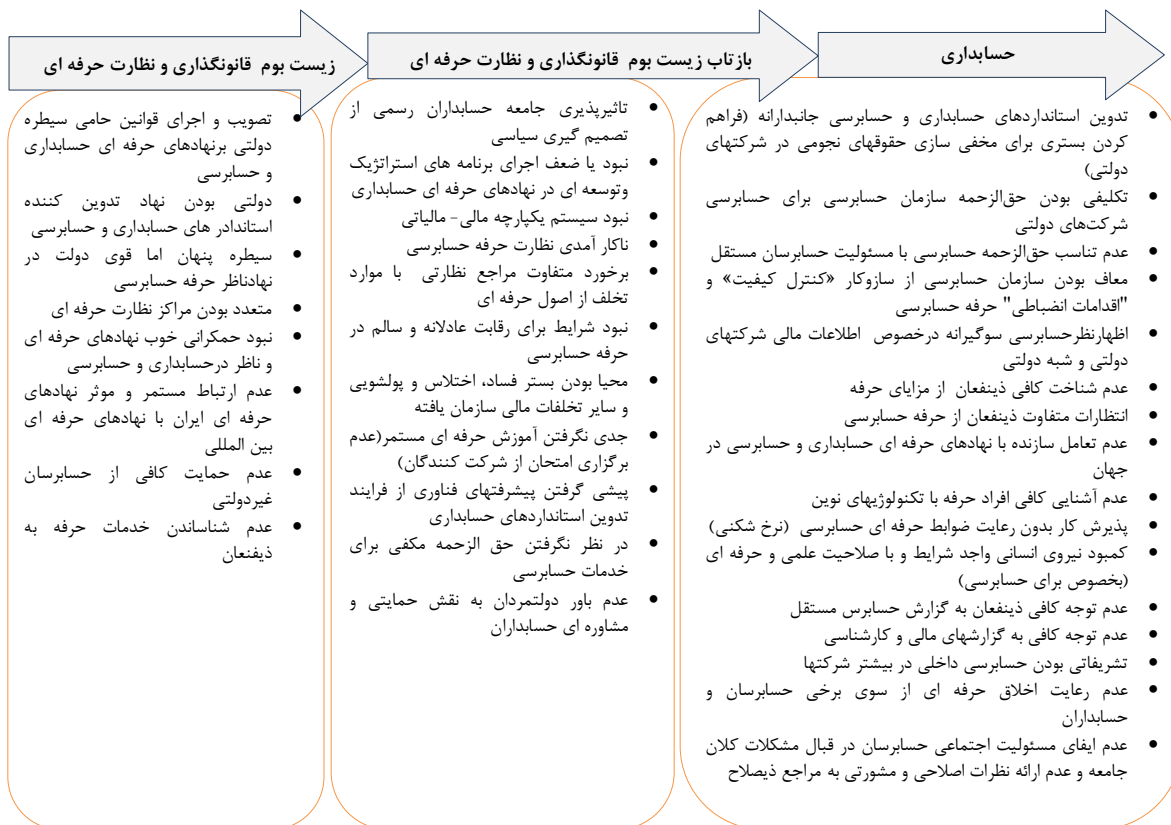 زیست بوم قانونگذاری و نظارت حرفه ای
تصویب و اجرای قوانین حامی سیطره
دولتی برنهادهای حرفه ای حسابداری
و حسابرسی
دولتی بودن نهاد تدوین کننده
استاندادر های حسابداری و حسابرسی
سیطره پنهان اما قوی دولت در
نهادناظر حرفه حسابرسی
متعدد بودن مراکز نظارت حرفه ای
نبود حمکرانی خوب نهادهای حرفه ای
و ناظر درحسابداری و حسابرسی
عدم ارتباط مستمر و موثر نهادهای
حرفه ای ایران با نهادهای حرفه ای
بین المللی
عدم حمایت کافی از حسابرسان
غیردولتی
عدم شناساندن خدمات حرفه به
ذیفنعان
بازتاب زیست بوم قانونگذاری و نظارت حرفه ای
تاثیرپذیری جامعه حسابداران رسمی از
تصمیم گیری سیاسی
نبود یا ضعف اجرای برنامه های استراتژیک
وتوسعه ای در نهادهای حرفه ای حسابداری
نبود سیستم یکپارچه مالی- مالیاتی
ناکار آمدی نظارت حرفه حسابرسی
برخورد متفاوت مراجع نظارتی با موارد
تخلف از اصول حرفه ای
نبود شرایط برای رقابت عادلانه و سالم در
حرفه حسابرسی
محیا بودن بستر فساد، اختلاس و پولشویی
و سایر تخلفات مالی سازمان یافته
جدی نگرفتن آموزش حرفه ای مستمر(عدم
برگزاری امتحان از شرکت کنندگان)
پیشی گرفتن پیشرفتهای فناوری از فرایند
تدوین استانداردهای حسابداری
در نظر نگرفتن حق الزحمه مکفی برای
خدمات حسابرسی
عدم باور دولتمردان به نقش حمایتی و
مشاوره ای حسابداران
حسابداری
تدوین استانداردهای حسابداری و حسابرسی جانبدارانه (فراهم
کردن بستری برای مخفی سازی حقوقهای نجومی در شرکتهای
دولتی)
تکلیفی بودن حق‌الزحمه سازمان حسابرسی برای حسابرسی
شرکت‌های دولتی
عدم تناسب حق‌الزحمه حسابرسی با مسئولیت حسابرسان مستقل
معاف بودن سازمان حسابرسی از سازوکار «کنترل کیفیت» و
"اقدامات انضباطی" حرفه حسابرسی
اظهارنظرحسابرسی سوگیرانه درخصوص اطلاعات مالی شرکتهای
دولتی و شبه دولتی
عدم شناخت کافی ذینفعان از مزایای حرفه
انتظارات متفاوت ذینفعان از حرفه حسابرسی
عدم تعامل سازنده با نهادهای حرفه ای حسابداری و حسابرسی در
جهان
عدم آشنایی کافی افراد حرفه با تکنولوژیهای نوین
پذیرش کار بدون رعایت ضوابط حرفه ای حسابرسی (نرخ شکنی)
کمبود نیروی انسانی واجد شرایط و با صلاحیت علمی و حرفه ای
(بخصوص برای حسابرسی)
عدم توجه کافی ذینفعان به گزارش حسابرس مستقل
عدم توجه کافی به گزارشهای مالی و کارشناسی
تشریفاتی بودن حسابرسی داخلی در بیشتر شرکتها
عدم رعایت اخلاق حرفه ای از سوی برخی حسابرسان و
حسابداران
عدم ایفای مسئولیت اجتماعی حسابرسان در قبال مشکلات کلان
جامعه و عدم ارائه نظرات اصلاحی و مشورتی به مراجع ذیصلاح